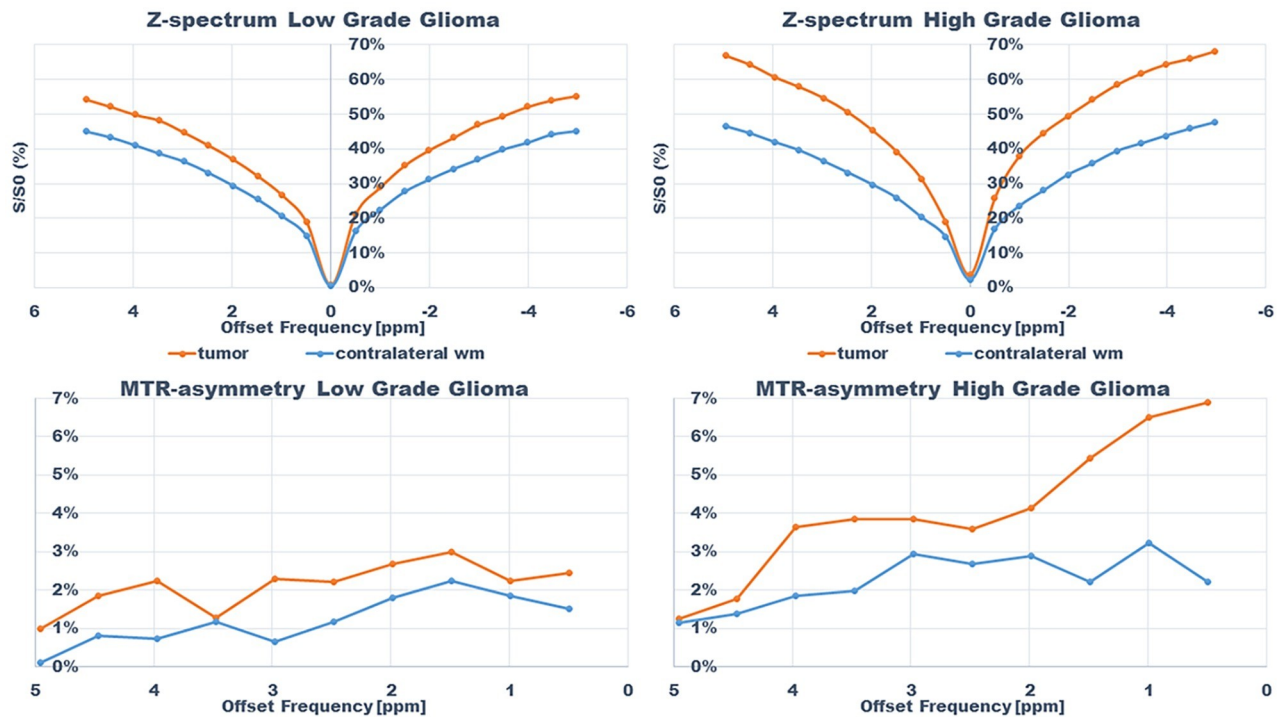 Z-spectrum Low Grade Glioma
70%
60%
50%
40%
30%
20%
10%
0%
S/S0 (%)
6 4 2 0 -2 -4 -6
Offset Frequency [ppm]
tumor contralateral wm
Z-spectrum High Grade Glioma
70%
60%
50%
40%
30%
20%
10%
0%
S/S0 (%)
6 4 2 0 -2 -4 -6
Offset Frequency [ppm]
tumor contralateral wm
MTR-asymmetry Low Grade Glioma
7%
6%
5%
4%
3%
2%
1%
0%
5 4 3 2 1 0
Offset Frequency [ppm]
MTR-asymmetry High Grade Glioma
7%
6%
5%
4%
3%
2%
1%
0%
5 4 3 2 1 0
Offset Frequency [ppm]